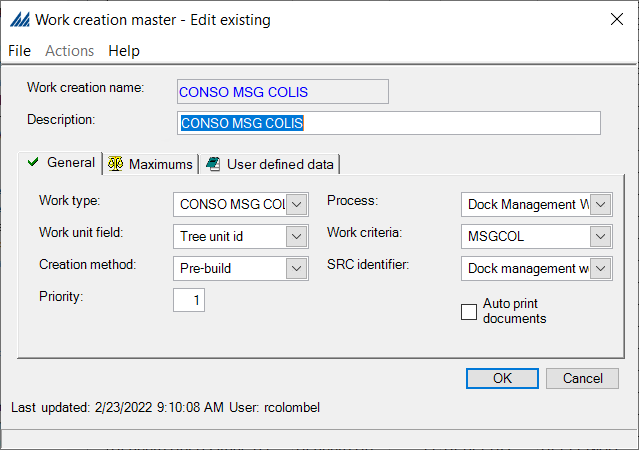 Work creation master - Edit existing
File Actions Help
Work creation name: CONSO MSG COLIS
Description: CONSO MSG COLIS
General Maximums User defined data
Work type: CONSO MSG COL Process: Dock Management W
Work unit field: Tree unit id Work criteria: MSGCOL
Creation method: Pre-build SRC identifier: Dock management w
Priority: 1 Auto print
documents
OK Cancel
Last updated: 2/23/2022 9:10:08 AM User: rcolombel